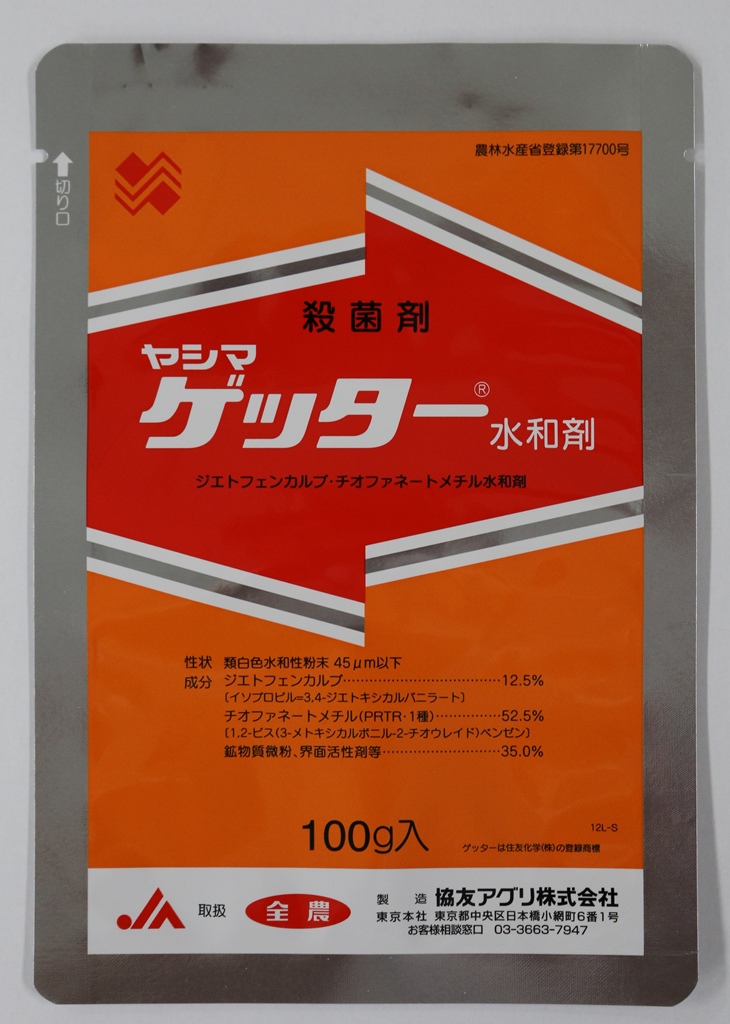 農林水産省登録第17700号
切り口
殺菌剤
ヤシマ
ゲッター®
水和剤
ジエトフェンカルブ・チオファネートメチル水和剤
性状 類白色水和性粉末 45μm以下
成分 ジエトフェンカルブ……………………………12.5%
〔イソプロピル=3,4-ジエトキシカルバニラート〕
チオファネートメチル(PRTR・1種)……………52.5%
〔1,2-ビス(3-メトキシカルボニル-2-チオウレイド)ベンゼン〕
鉱物質微粉、界面活性剤等………………………35.0%
12L-S
100g入
ゲッターは住友化学(株)の登録商標
JA 取扱 全農
製造 協友アグリ株式会社
東京本社 東京都中央区日本橋小網町6番1号
お客様相談窓口 03-3663-7947